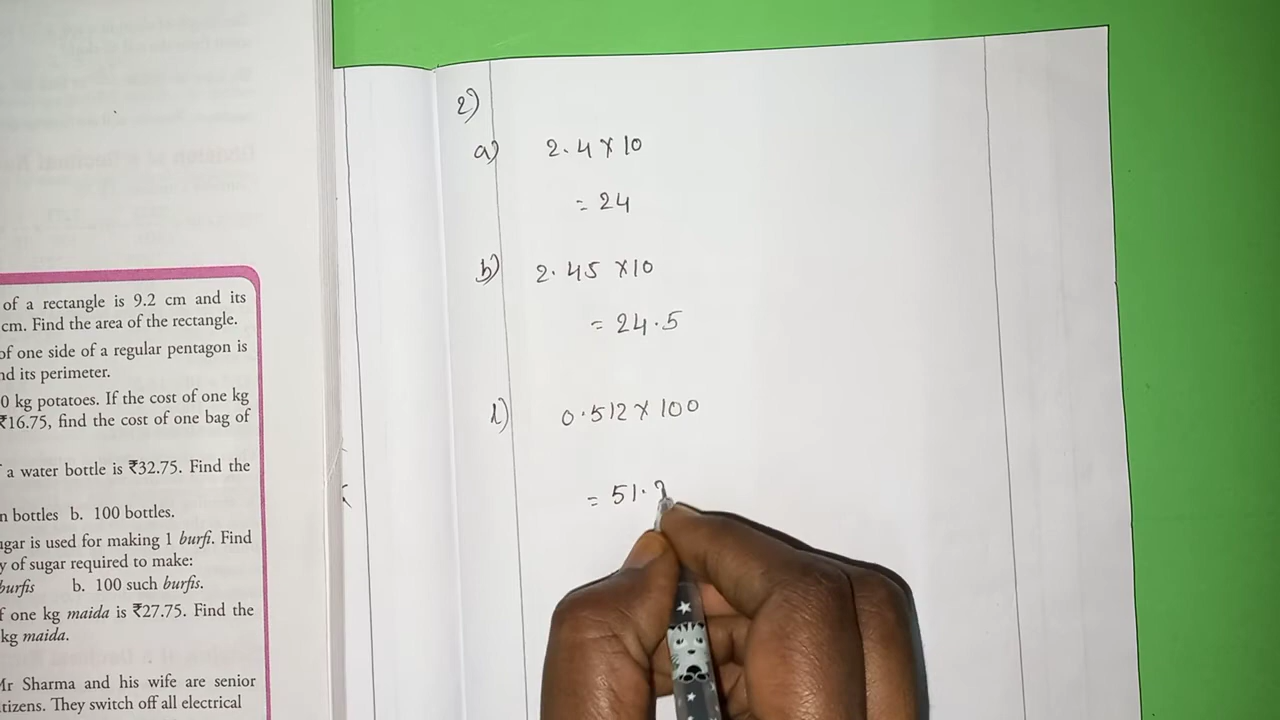 of a rectangle is 9.2 cm and its
cm. Find the area of the rectangle.
of one side of a regular pentagon is
nd its perimeter.
0 kg potatoes. If the cost of one kg
₹16.75, find the cost of one bag of
a water bottle is ₹32.75. Find the
n bottles b. 100 bottles.
ugar is used for making 1 burfi. Find
y of sugar required to make:
burfis b. 100 such burfis.
f one kg maida is ₹27.75. Find the
kg maida.
Mr Sharma and his wife are senior
tizens. They switch off all electrical
2)
a) 2.4 × 10
= 24
b) 2.45 × 10
= 24.5
0.512 × 100
= 51.